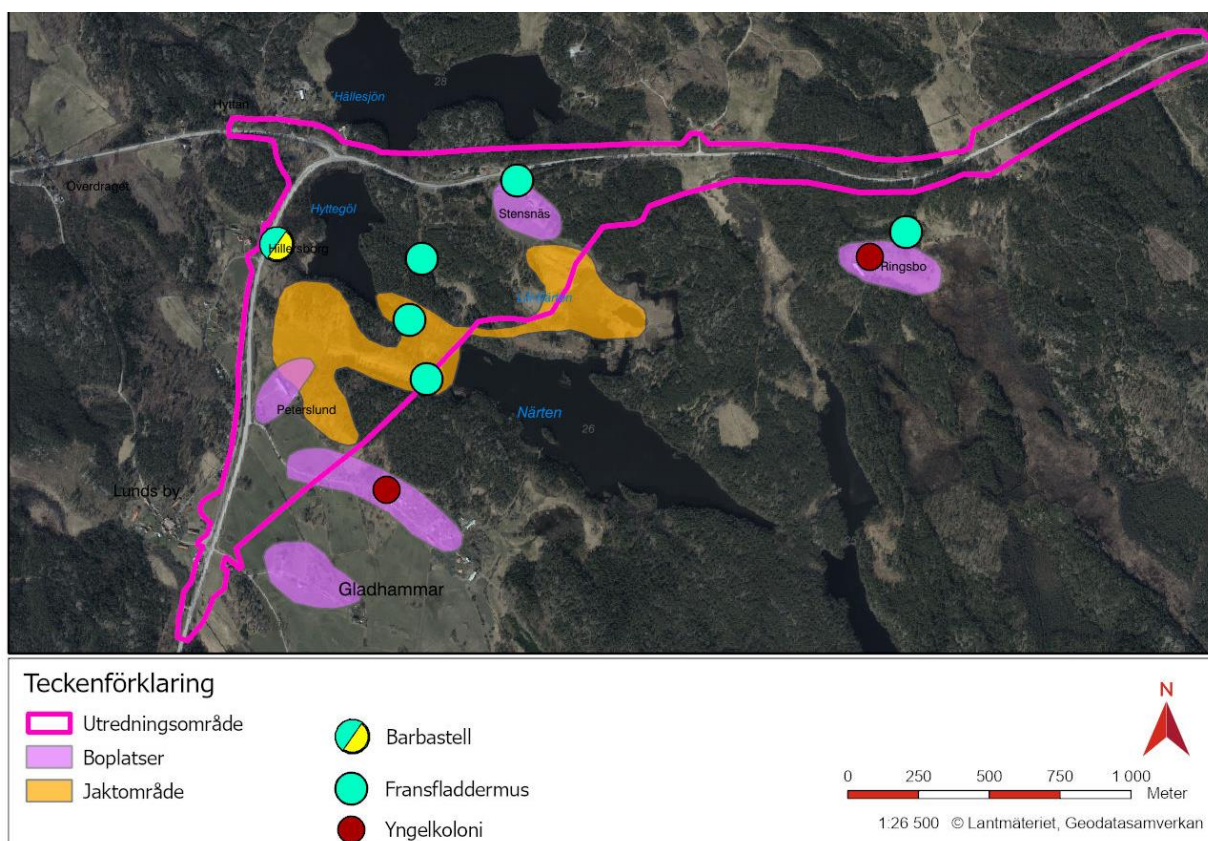 Hällesjön
28
Hyttan
Överdraget
Hyttegöl
Stensnäs
Hillersborg
Ringsbo
Peterslund
Närten
26
Lunds by
Gladhammar
Teckenförklaring
Utredningsområde
Boplatser
Jaktområde
Barbastell
Fransfladdermus
Yngelkoloni
N
0 250 500 750 1 000
Meter
1:26 500 © Lantmäteriet, Geodatasamverkan